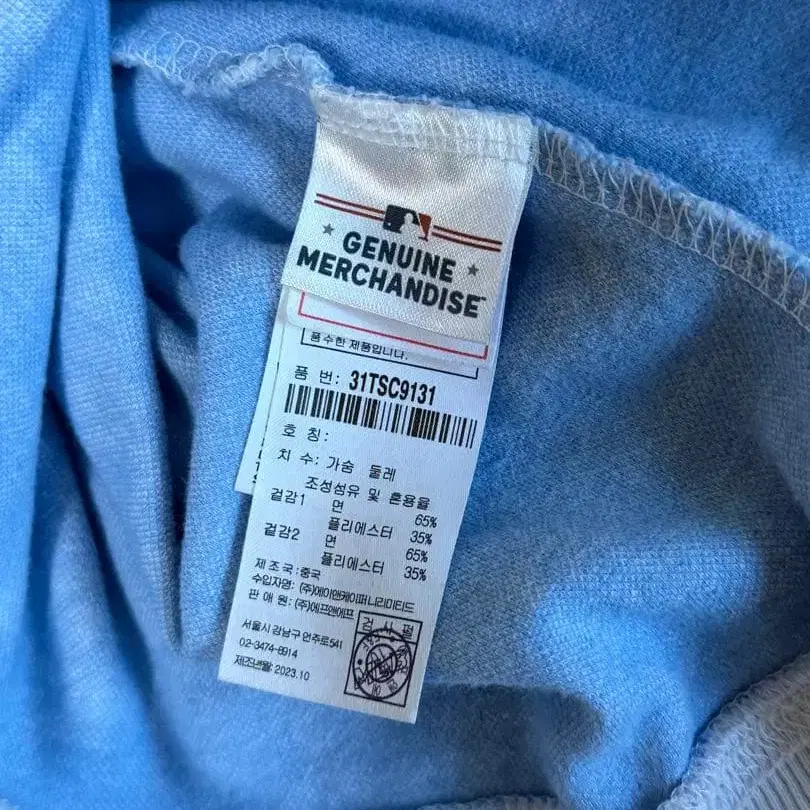 GENUINE
MERCHANDISE™
품수한 제품입니다.
품 번: 31TSC9131
호 칭:
치 수: 가슴 둘레
조성섬유 및 혼용율
겉감1 면 65%
폴리에스터 35%
겉감2 면 65%
폴리에스터 35%
제 조 국:중국
수입자명: (주)에이앤케이퍼니리미티드
판 매 원: (주)에프앤에프
서울시 강남구 언주로541
02-3474-6914
제조년월: 2023.10
검사필